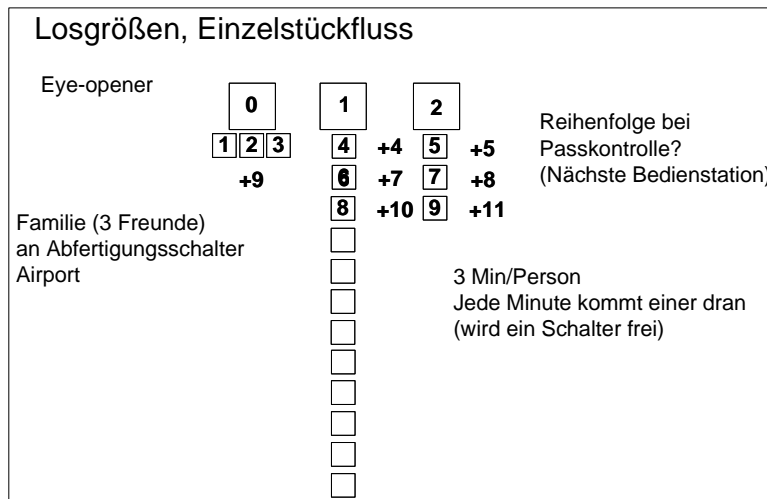 Losgrößen, Einzelstückfluss
Eye-opener
0 1 2
1 2 3 4 +4 5 +5
+9 6 +7 7 +8
8 +10 9 +11
Reihenfolge bei
Passkontrolle?
(Nächste Bedienstation)
Familie (3 Freunde)
an Abfertigungsschalter
Airport
3 Min/Person
Jede Minute kommt einer dran
(wird ein Schalter frei)